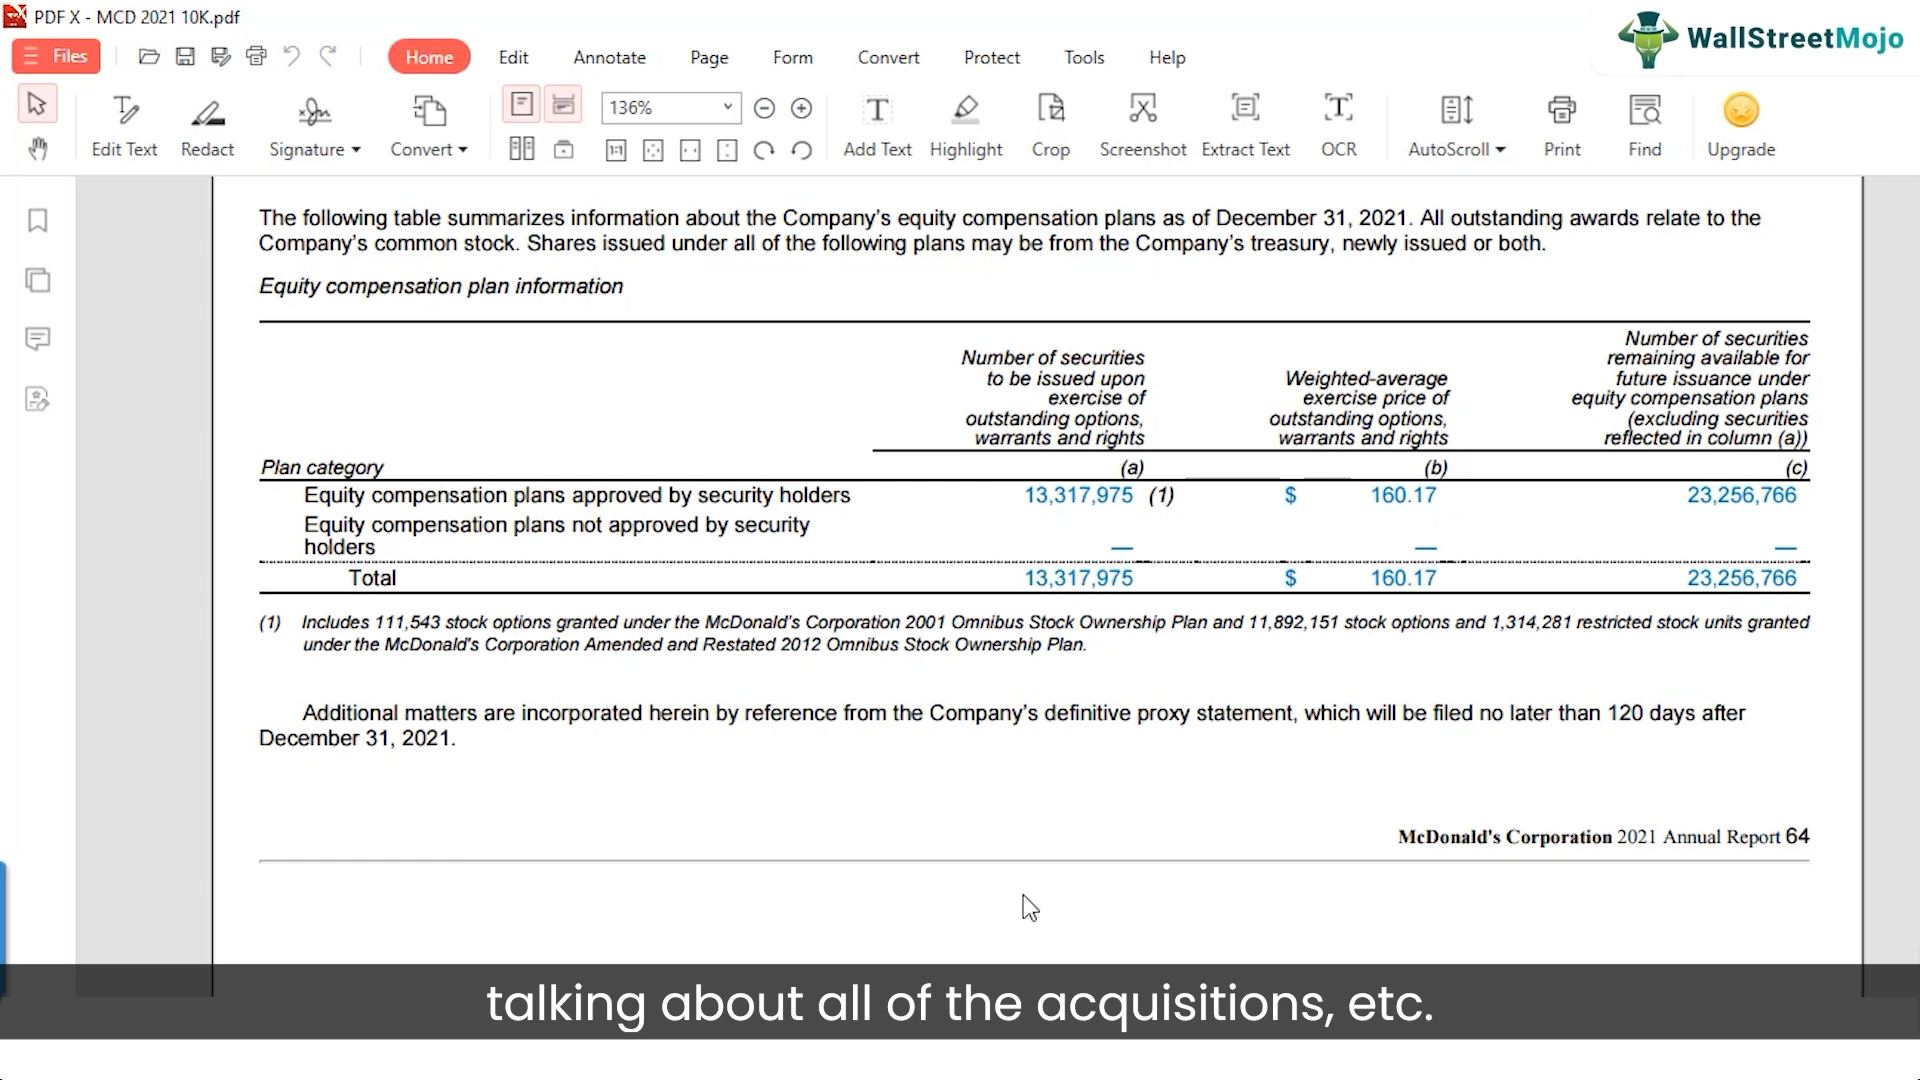 PDF X - MCD 2021 10K.pdf
WallStreetMojo
Files Home Edit Annotate Page Form Convert Protect Tools Help
136%
Edit Text Redact Signature Convert Add Text Highlight Crop Screenshot Extract Text OCR AutoScroll Print Find Upgrade
The following table summarizes information about the Company's equity compensation plans as of December 31, 2021. All outstanding awards relate to the
Company's common stock. Shares issued under all of the following plans may be from the Company's treasury, newly issued or both.
Equity compensation plan information
Number of securities
to be issued upon
exercise of
outstanding options,
warrants and rights
Weighted-average
exercise price of
outstanding options,
warrants and rights
Number of securities
remaining available for
future issuance under
equity compensation plans
(excluding securities
reflected in column (a))
Plan category (a) (b) (c)
Equity compensation plans approved by security holders 13,317,975 (1) $ 160.17 23,256,766
Equity compensation plans not approved by security
holders — — —
Total 13,317,975 $ 160.17 23,256,766
(1) Includes 111,543 stock options granted under the McDonald's Corporation 2001 Omnibus Stock Ownership Plan and 11,892,151 stock options and 1,314,281 restricted stock units granted
under the McDonald's Corporation Amended and Restated 2012 Omnibus Stock Ownership Plan.
Additional matters are incorporated herein by reference from the Company's definitive proxy statement, which will be filed no later than 120 days after
December 31, 2021.
McDonald's Corporation 2021 Annual Report 64
talking about all of the acquisitions, etc.